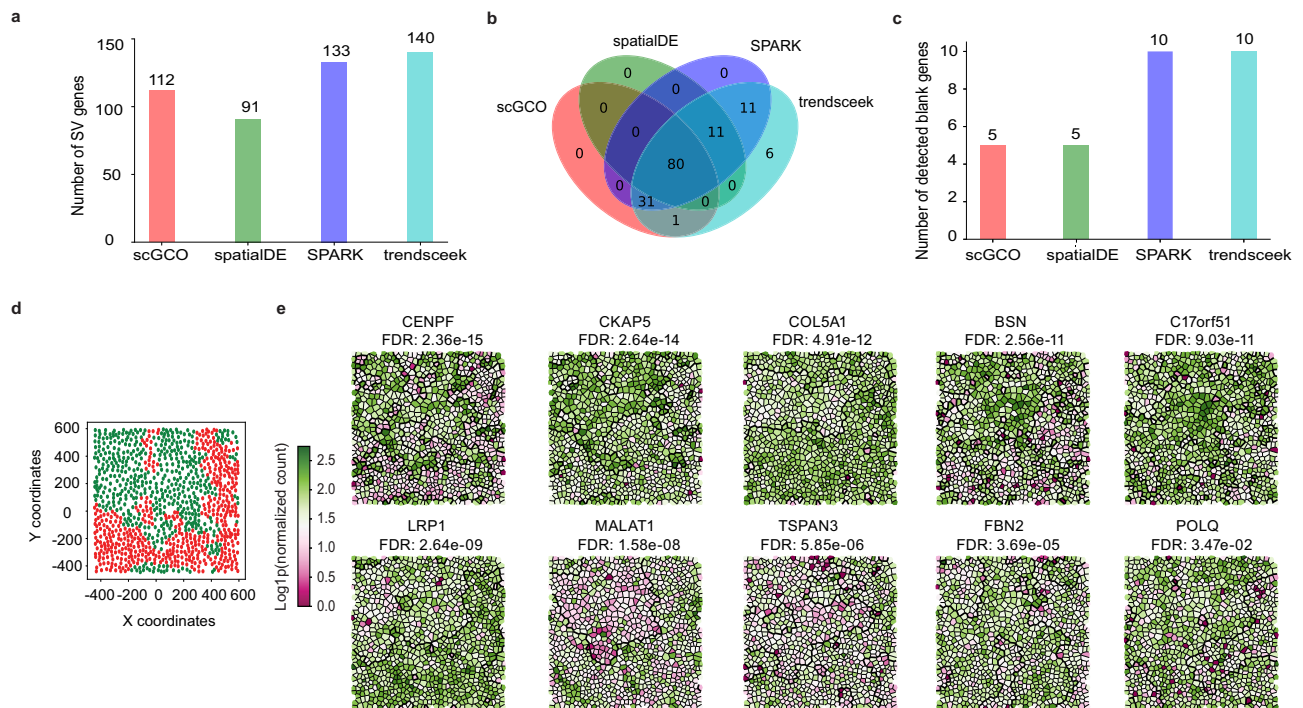 a
Number of SV genes
150
100
50
0
112
91
133
140
scGCO
spatialDE
SPARK
trendsceek
b
scGCO
spatialDE
SPARK
trendsceek
0
0
0
6
0
0
11
0
11
80
0
0
31
0
1
c
Number of detected blank genes
10
8
6
4
2
0
5
5
10
10
scGCO
spatialDE
SPARK
trendsceek
d
Y coordinates
600
400
200
0
-200
-400
-400
-200
0
200
400
600
X coordinates
e
Log1p(normalized count)
2.5
2.0
1.5
1.0
0.5
0.0
CENPF
FDR: 2.36e-15
CKAP5
FDR: 2.64e-14
COL5A1
FDR: 4.91e-12
BSN
FDR: 2.56e-11
C17orf51
FDR: 9.03e-11
LRP1
FDR: 2.64e-09
MALAT1
FDR: 1.58e-08
TSPAN3
FDR: 5.85e-06
FBN2
FDR: 3.69e-05
POLQ
FDR: 3.47e-02